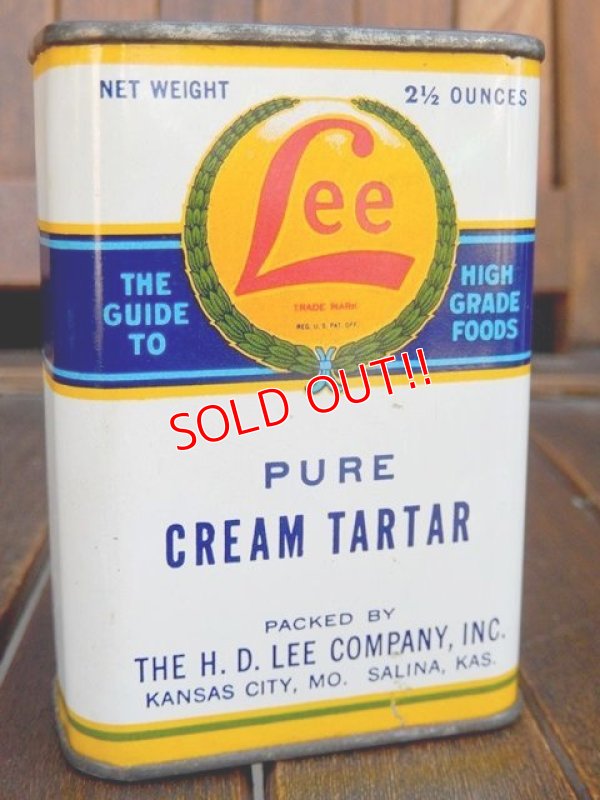 NET WEIGHT 2½ OUNCES
Lee
TRADE MARK
REG. U.S. PAT. OFF.
THE GUIDE TO
HIGH GRADE FOODS
SOLD OUT!!
PURE
CREAM TARTAR
PACKED BY
THE H. D. LEE COMPANY, INC.
KANSAS CITY, MO. SALINA, KAS.